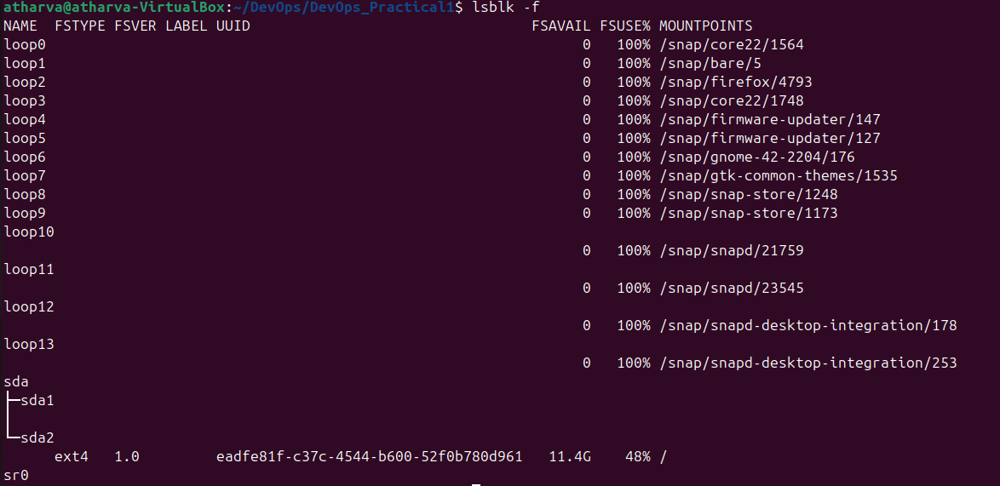 atharva@atharva-VirtualBox:~/DevOps/DevOps_Practical1$ lsblk -f
NAME FSTYPE FSVER LABEL UUID FSAVAIL FSUSE% MOUNTPOINTS
loop0 0 100% /snap/core22/1564
loop1 0 100% /snap/bare/5
loop2 0 100% /snap/firefox/4793
loop3 0 100% /snap/core22/1748
loop4 0 100% /snap/firmware-updater/147
loop5 0 100% /snap/firmware-updater/127
loop6 0 100% /snap/gnome-42-2204/176
loop7 0 100% /snap/gtk-common-themes/1535
loop8 0 100% /snap/snap-store/1248
loop9 0 100% /snap/snap-store/1173
loop10
0 100% /snap/snapd/21759
loop11
0 100% /snap/snapd/23545
loop12
0 100% /snap/snapd-desktop-integration/178
loop13
0 100% /snap/snapd-desktop-integration/253
sda
├─sda1
└─sda2
ext4 1.0 eadfe81f-c37c-4544-b600-52f0b780d961 11.4G 48% /
sr0